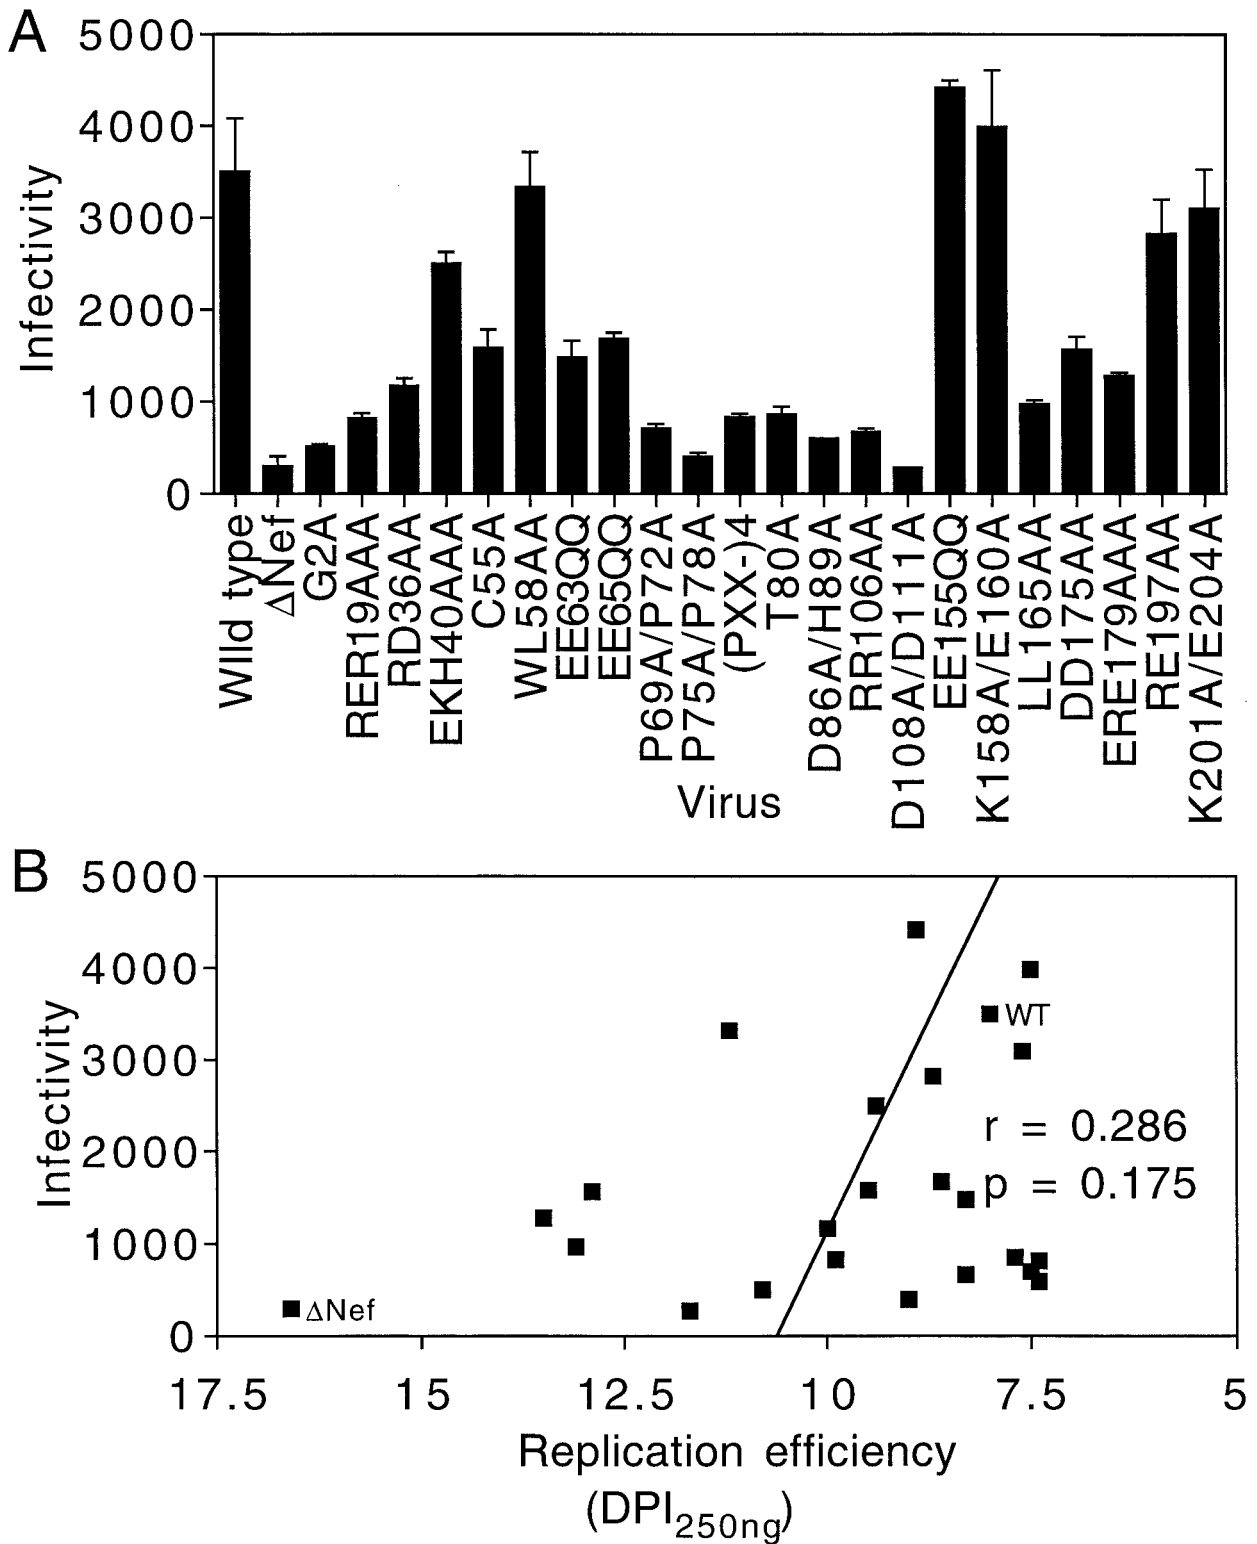 A
5000
4000
3000
2000
1000
0
Infectivity
WIld type
ΔNef
G2A
RER19AAA
RD36AA
EKH40AAA
C55A
WL58AA
EE63QQ
EE65QQ
P69A/P72A
P75A/P78A
(PXX-)4
T80A
D86A/H89A
RR106AA
D108A/D111A
EE155QQ
K158A/E160A
LL165AA
DD175AA
ERE179AAA
RE197AA
K201A/E204A
Virus
B
5000
4000
3000
2000
1000
0
Infectivity
WT
r = 0.286
p = 0.175
ΔNef
17.5 15 12.5 10 7.5 5
Replication efficiency
(DPI250ng)